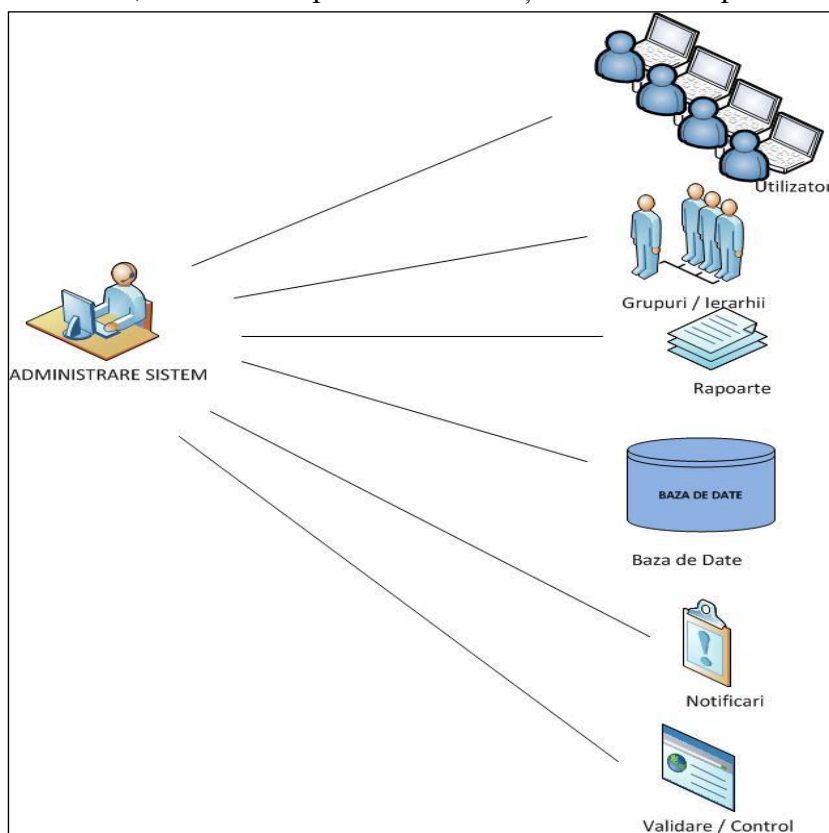 Utilizator
Grupuri / Ierarhii
Rapoarte
ADMINISTRARE SISTEM
BAZA DE DATE
Baza de Date
Notificari
Validare / Control